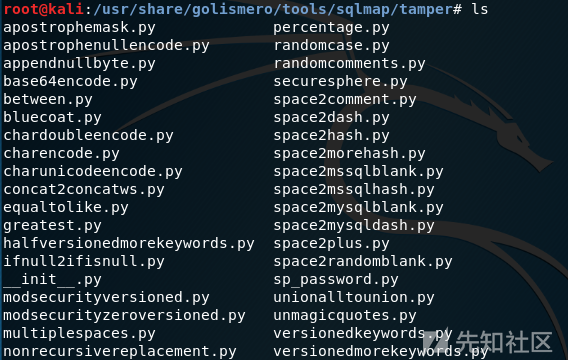 root@kali:/usr/share/golismero/tools/sqlmap/tamper# ls
apostrophemask.py percentage.py
apostrophenullencode.py randomcase.py
appendnullbyte.py randomcomments.py
base64encode.py securesphere.py
between.py space2comment.py
bluecoat.py space2dash.py
chardoubleencode.py space2hash.py
charencode.py space2morehash.py
charunicodeencode.py space2mssqlblank.py
concat2concatws.py space2mssqlhash.py
equaltolike.py space2mysqlblank.py
greatest.py space2mysqldash.py
halfversionedmorekeywords.py space2plus.py
ifnull2ifisnull.py space2randomblank.py
__init__.py sp_password.py
modsecurityversioned.py unionalltounion.py
modsecurityzeroversioned.py unmagicquotes.py
multiplespaces.py versionedkeywords.py
nonrecursivereplacement.py versionedmorekeywords.py
先知社区